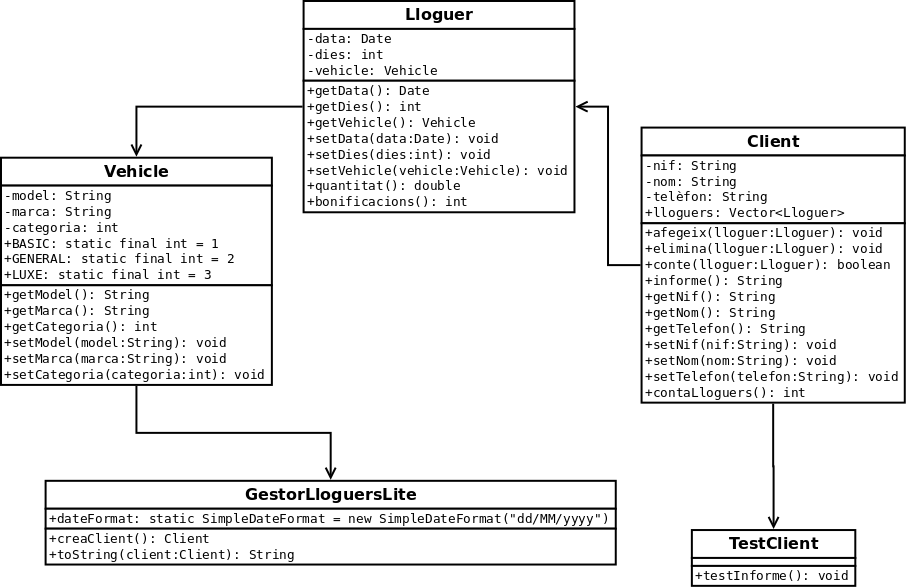 Lloguer
-data: Date
-dies: int
-vehicle: Vehicle
+getData(): Date
+getDies(): int
+getVehicle(): Vehicle
+setData(data:Date): void
+setDies(dies:int): void
+setVehicle(vehicle:Vehicle): void
+quantitat(): double
+bonificacions(): int
Vehicle
-model: String
-marca: String
-categoria: int
+BASIC: static final int = 1
+GENERAL: static final int = 2
+LUXE: static final int = 3
+getModel(): String
+getMarca(): String
+getCategoria(): int
+setModel(model:String): void
+setMarca(marca:String): void
+setCategoria(categoria:int): void
Client
-nif: String
-nom: String
-telèfon: String
+lloguers: Vector<Lloguer>
+afegeix(lloguer:Lloguer): void
+elimina(lloguer:Lloguer): void
+conte(lloguer:Lloguer): boolean
+informe(): String
+getNif(): String
+getNom(): String
+getTelefon(): String
+setNif(nif:String): void
+setNom(nom:String): void
+setTelefon(telefon:String): void
+contaLloguers(): int
GestorLloguersLite
+dateFormat: static SimpleDateFormat = new SimpleDateFormat("dd/MM/yyyy")
+creaClient(): Client
+toString(client:Client): String
TestClient
+testInforme(): void